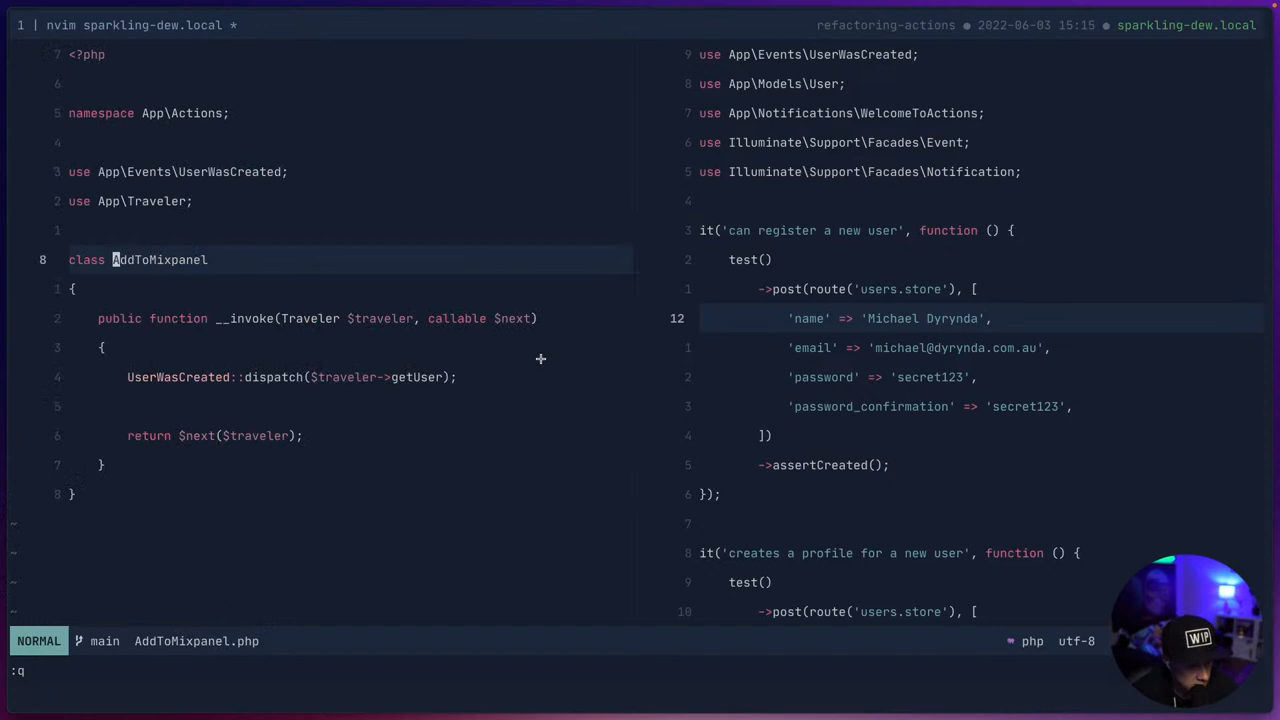 1 | nvim sparkling-dew.local *
refactoring-actions ● 2022-06-03 15:15 ● sparkling-dew.local
7 <?php
6
5 namespace App\Actions;
4
3 use App\Events\UserWasCreated;
2 use App\Traveler;
1
8 class AddToMixpanel
1 {
2 public function __invoke(Traveler $traveler, callable $next)
3 {
4 UserWasCreated::dispatch($traveler->getUser);
5
6 return $next($traveler);
7 }
8 }
~
~
~
~
9 use App\Events\UserWasCreated;
8 use App\Models\User;
7 use App\Notifications\WelcomeToActions;
6 use Illuminate\Support\Facades\Event;
5 use Illuminate\Support\Facades\Notification;
4
3 it('can register a new user', function () {
2 test()
1 ->post(route('users.store'), [
12 'name' => 'Michael Dyrynda',
1 'email' => 'michael@dyrynda.com.au',
2 'password' => 'secret123',
3 'password_confirmation' => 'secret123',
4 ])
5 ->assertCreated();
6 });
7
8 it('creates a profile for a new user', function () {
9 test()
10 ->post(route('users.store'), [
NORMAL main AddToMixpanel.php
php utf-8
:q
WIP